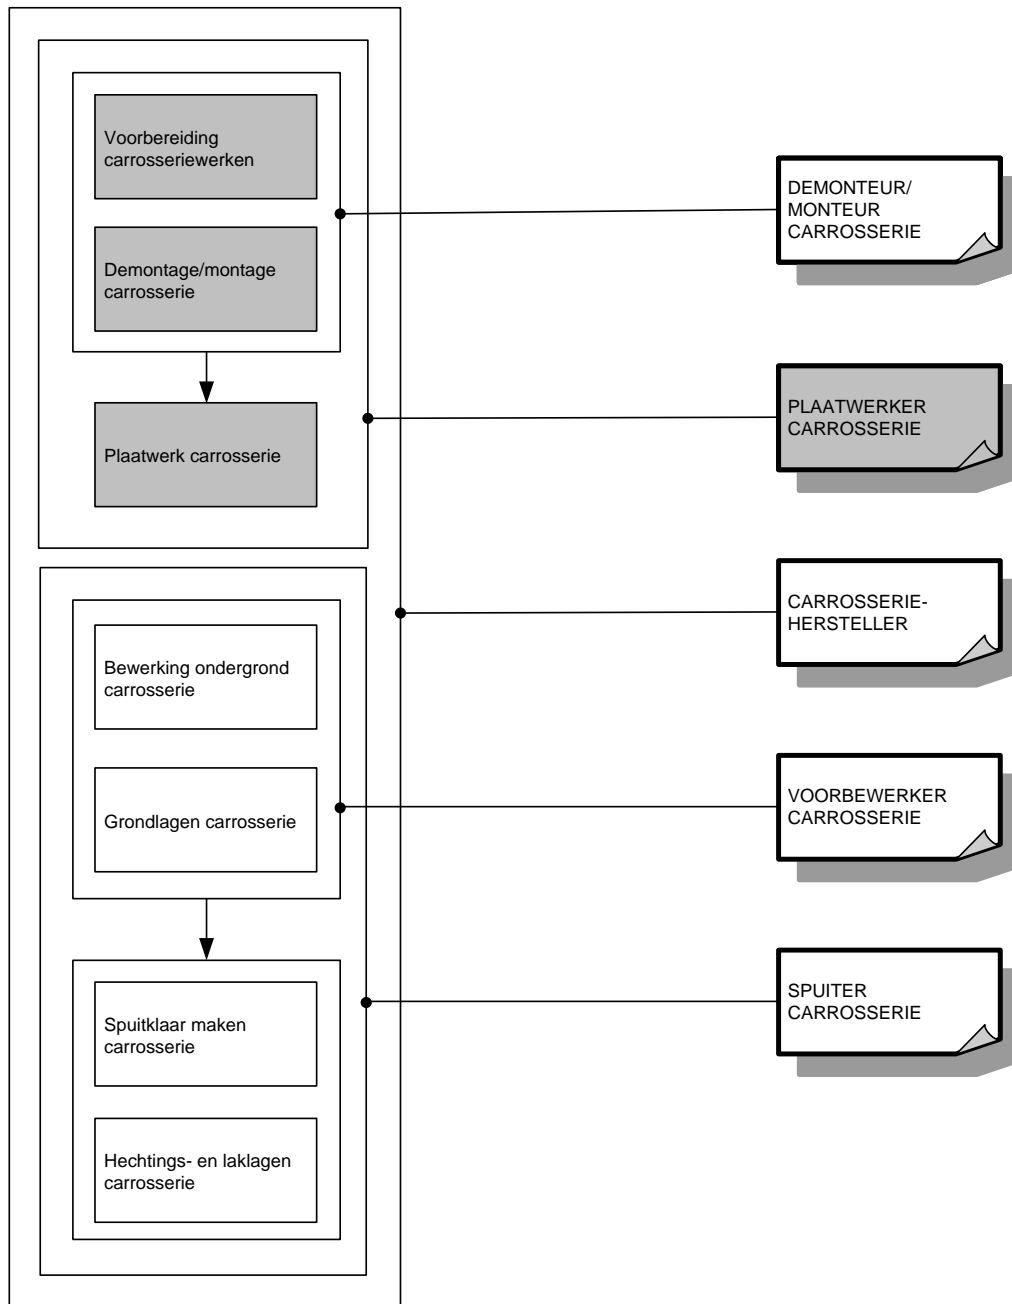 Voorbereiding
carrosseriewerken
Demontage/montage
carrosserie
Plaatwerk carrosserie
Bewerking ondergrond
carrosserie
Grondlagen carrosserie
Spuitklaar maken
carrosserie
Hechtings- en laklagen
carrosserie
DEMONTEUR/
MONTEUR
CARROSSERIE
PLAATWERKER
CARROSSERIE
CARROSSERIE-
HERSTELLER
VOORBEWERKER
CARROSSERIE
SPUITER
CARROSSERIE